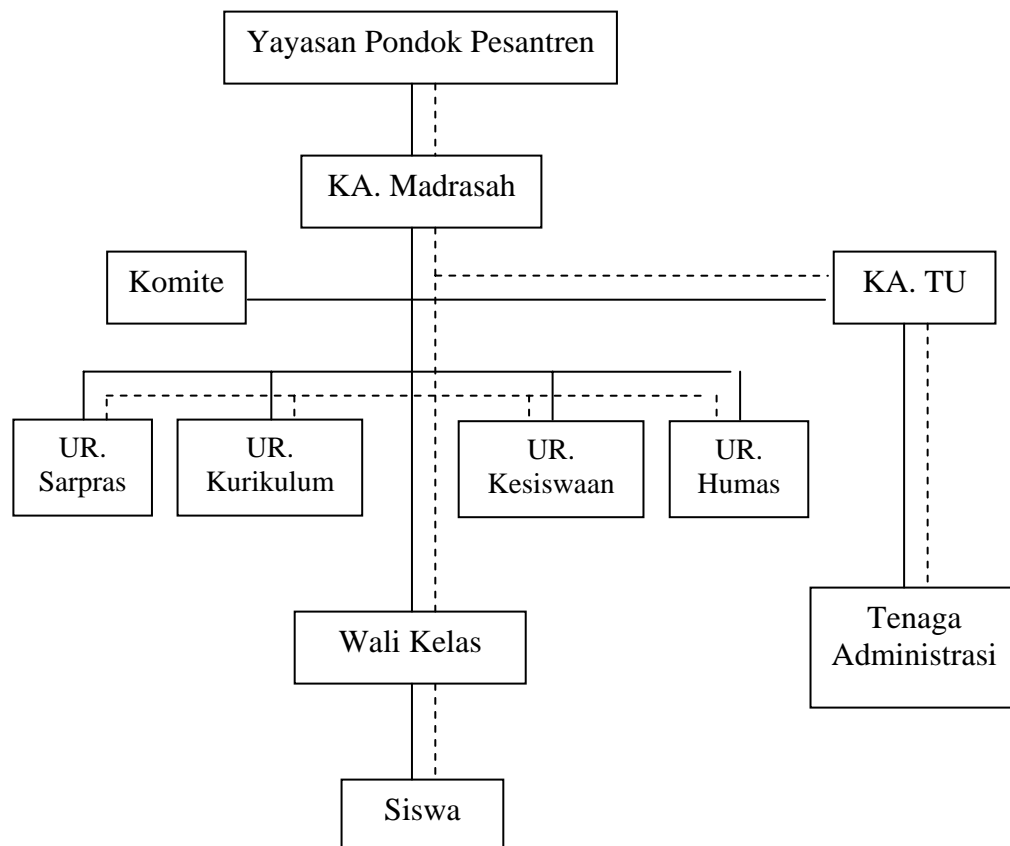 Yayasan Pondok Pesantren
KA. Madrasah
Komite
KA. TU
UR.
Sarpras
UR.
Kurikulum
UR.
Kesiswaan
UR.
Humas
Wali Kelas
Tenaga
Administrasi
Siswa